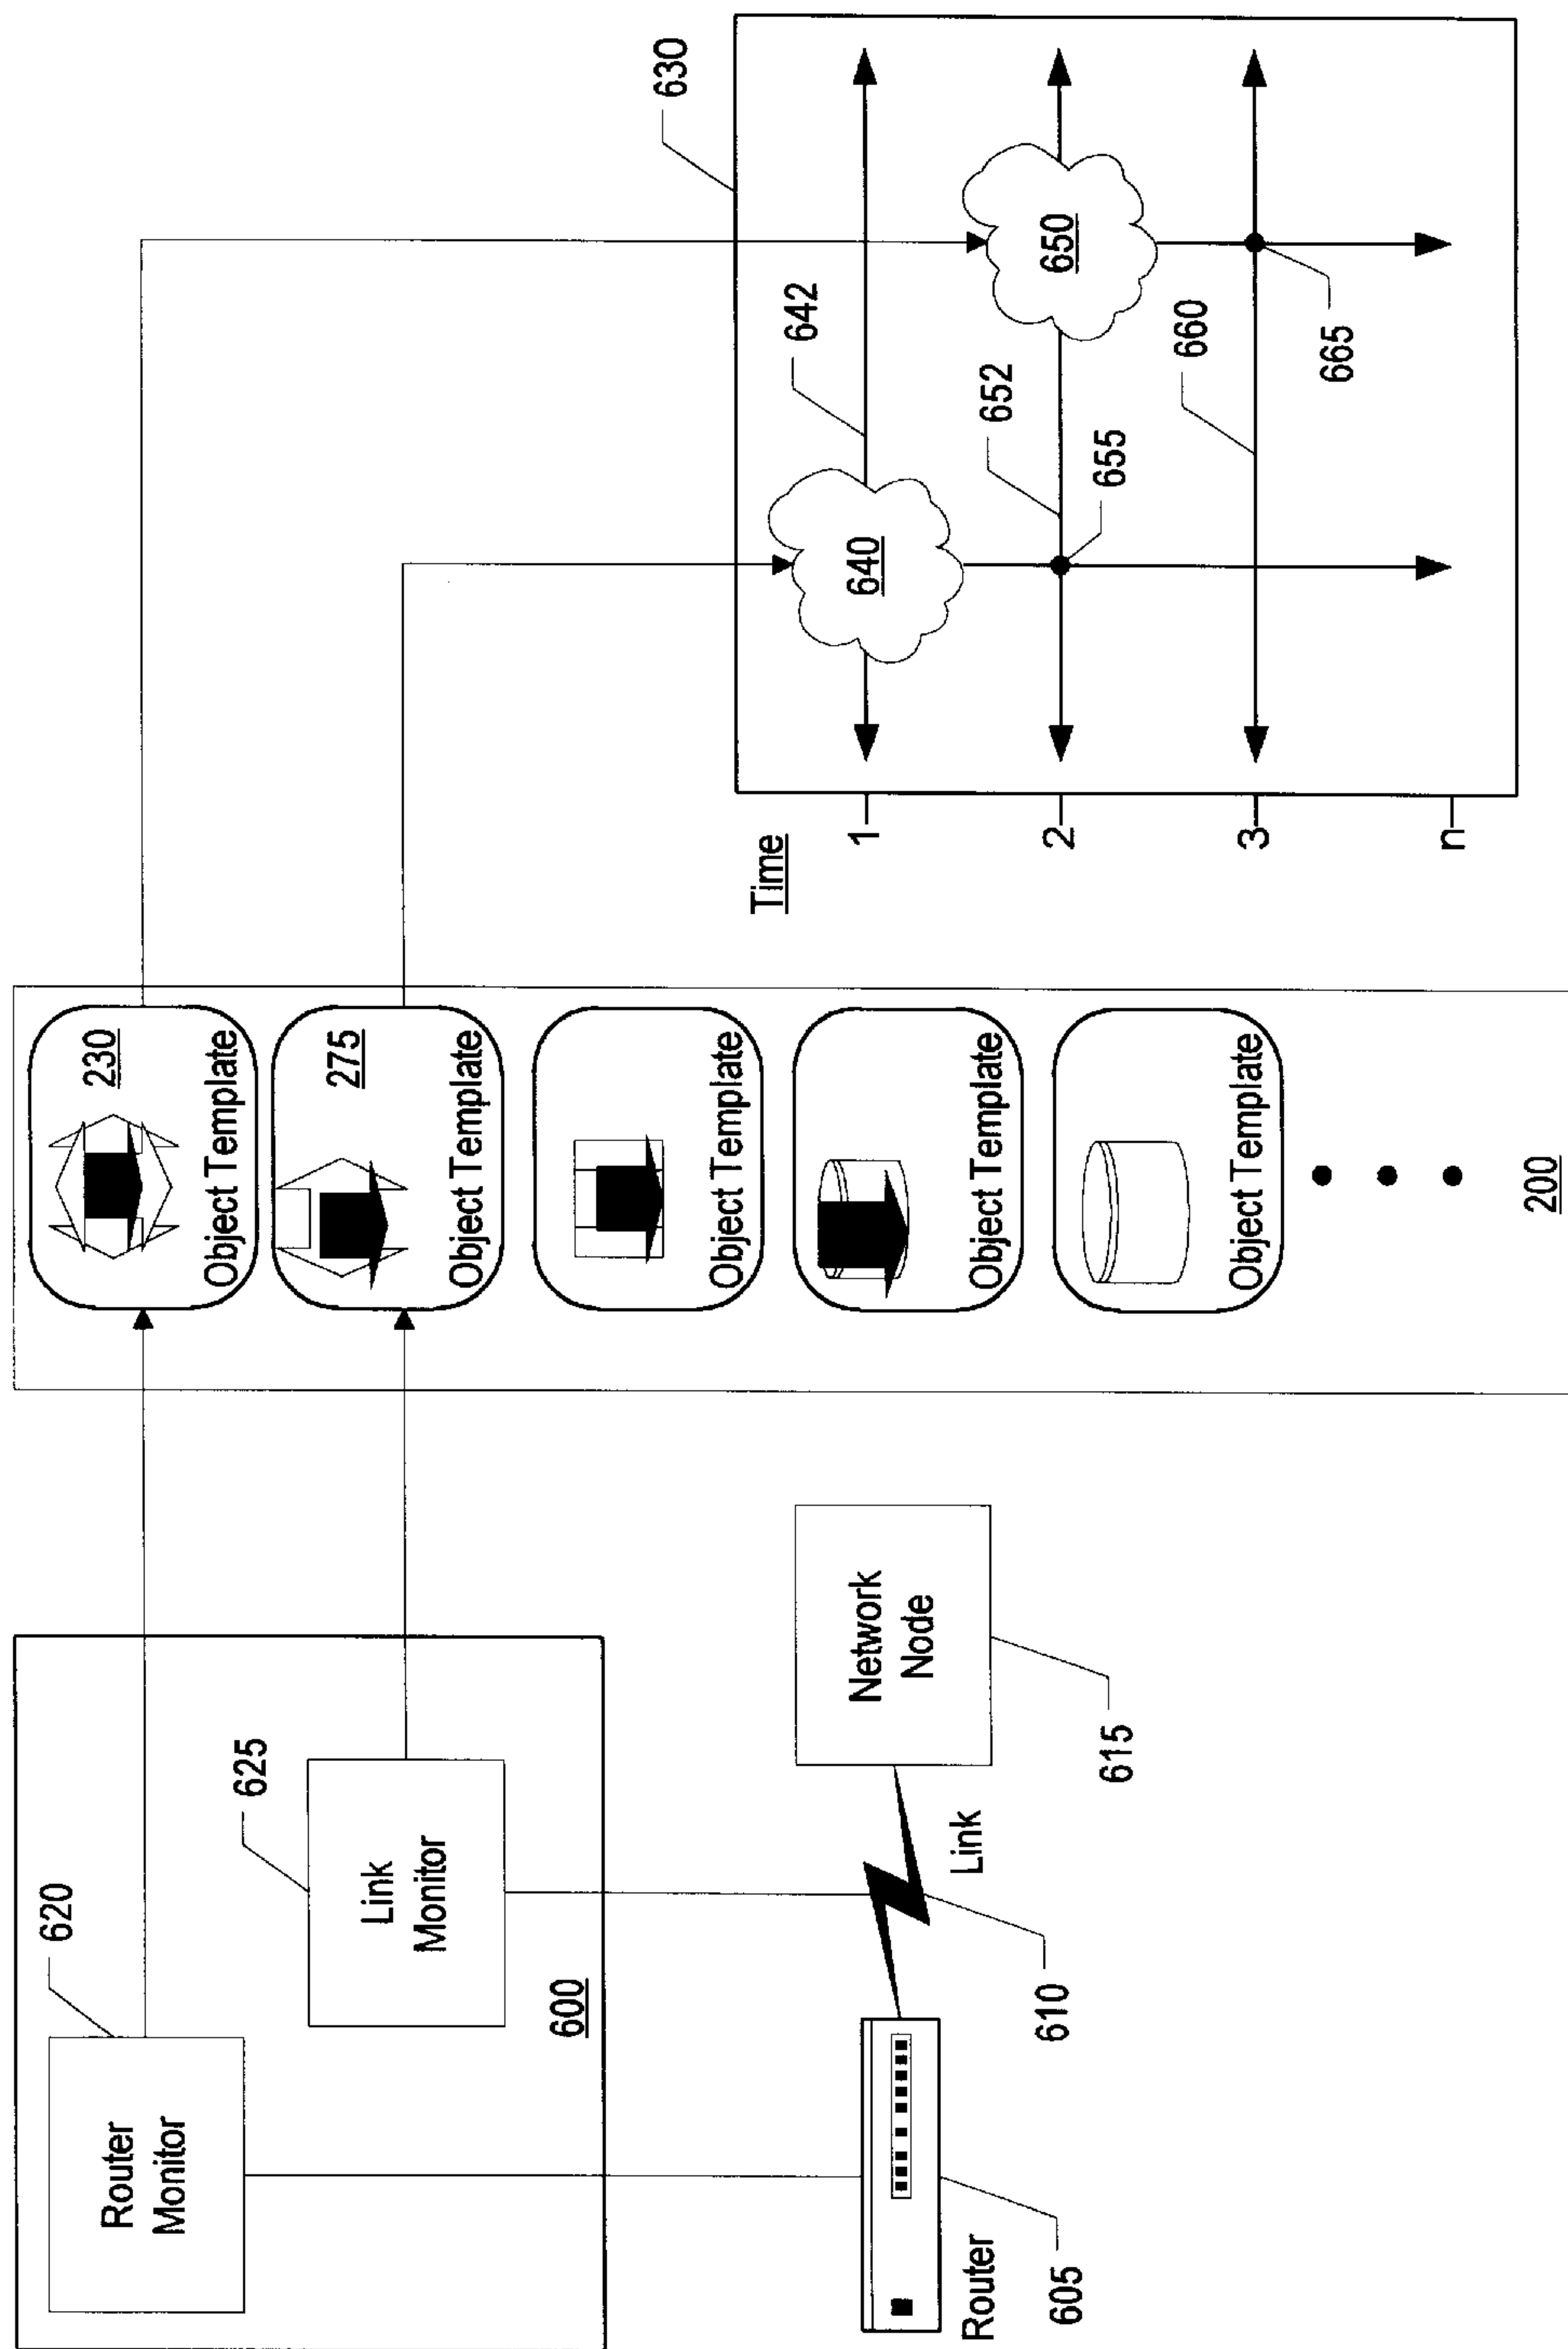 620
Router
Monitor
625
Link
Monitor
600
Router
605
610
Link
Network
Node
615
230
Object Template
275
Object Template
Object Template
Object Template
Object Template
200
Time
1
2
3
n
630
640
642
650
652
655
660
665